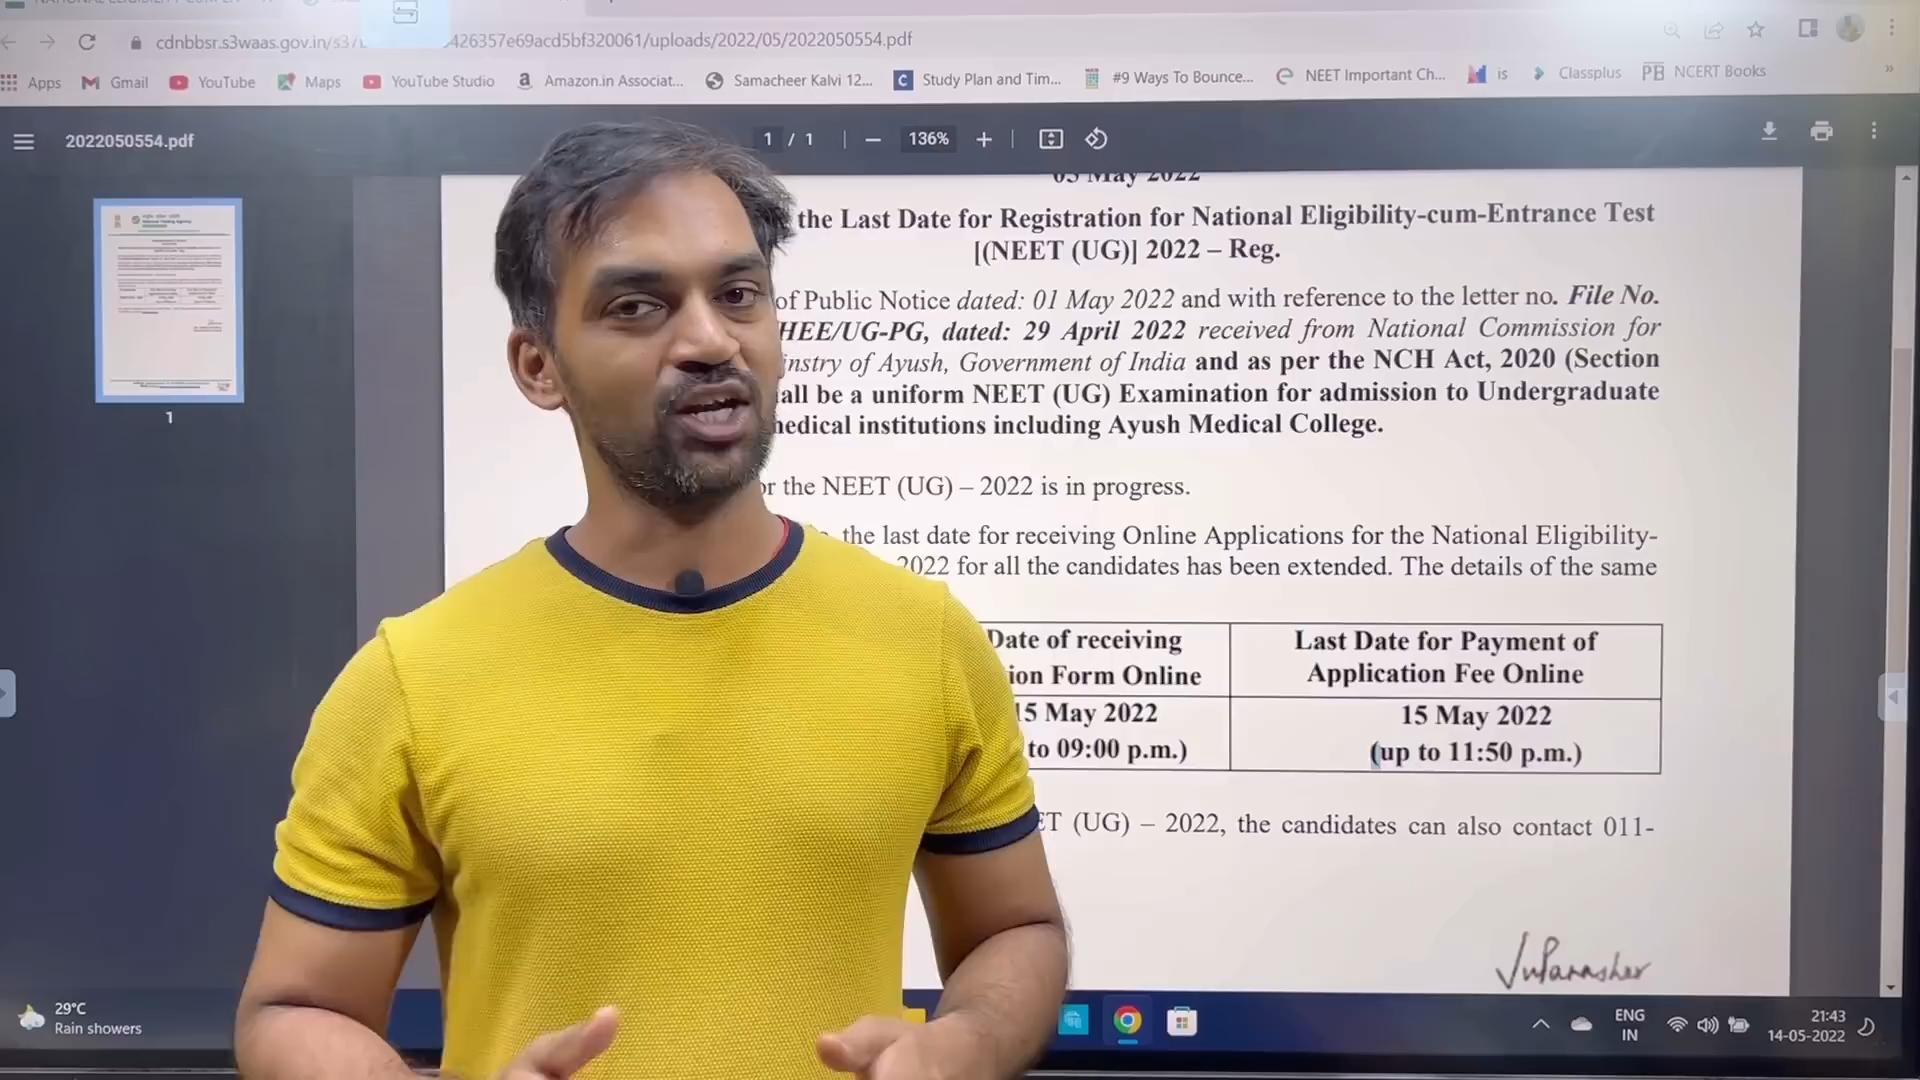 cdnbbsr.s3waas.gov.in/s37 426357e69acd5bf320061/uploads/2022/05/2022050554.pdf
Apps Gmail YouTube Maps YouTube Studio Amazon.in Associat... Samacheer Kalvi 12... Study Plan and Tim... #9 Ways To Bounce... NEET Important Ch... is Classplus PB NCERT Books »
2022050554.pdf
1 / 1 136%
1
05 May 2022
the Last Date for Registration for National Eligibility-cum-Entrance Test
[(NEET (UG)] 2022 – Reg.
of Public Notice dated: 01 May 2022 and with reference to the letter no. File No.
HEE/UG-PG, dated: 29 April 2022 received from National Commission for
instry of Ayush, Government of India and as per the NCH Act, 2020 (Section
all be a uniform NEET (UG) Examination for admission to Undergraduate
edical institutions including Ayush Medical College.
or the NEET (UG) – 2022 is in progress.
the last date for receiving Online Applications for the National Eligibility-
2022 for all the candidates has been extended. The details of the same
Date of receiving
ion Form Online
Last Date for Payment of
Application Fee Online
15 May 2022
to 09:00 p.m.)
15 May 2022
(up to 11:50 p.m.)
ET (UG) – 2022, the candidates can also contact 011-
29°C
Rain showers
ENG
IN
21:43
14-05-2022